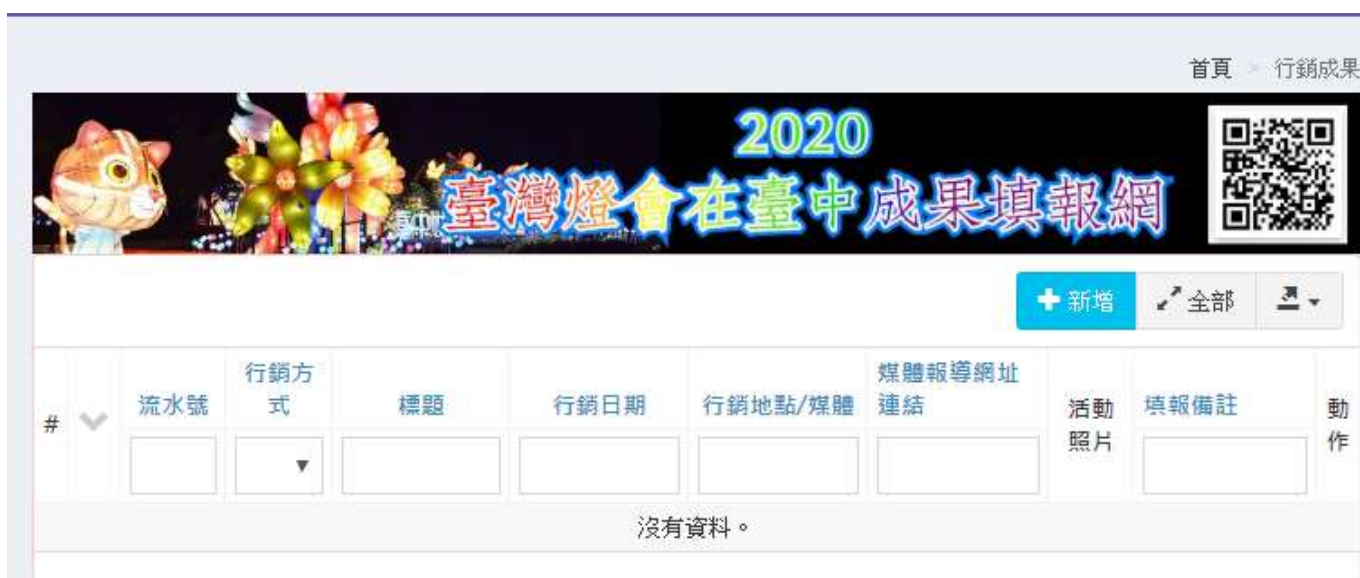 首頁 > 行銷成果
2020
臺灣燈會在臺中成果填報網
新增 全部
# 流水號 行銷方式 標題 行銷日期 行銷地點/媒體 媒體報導網址連結 活動照片 填報備註 動作
沒有資料。